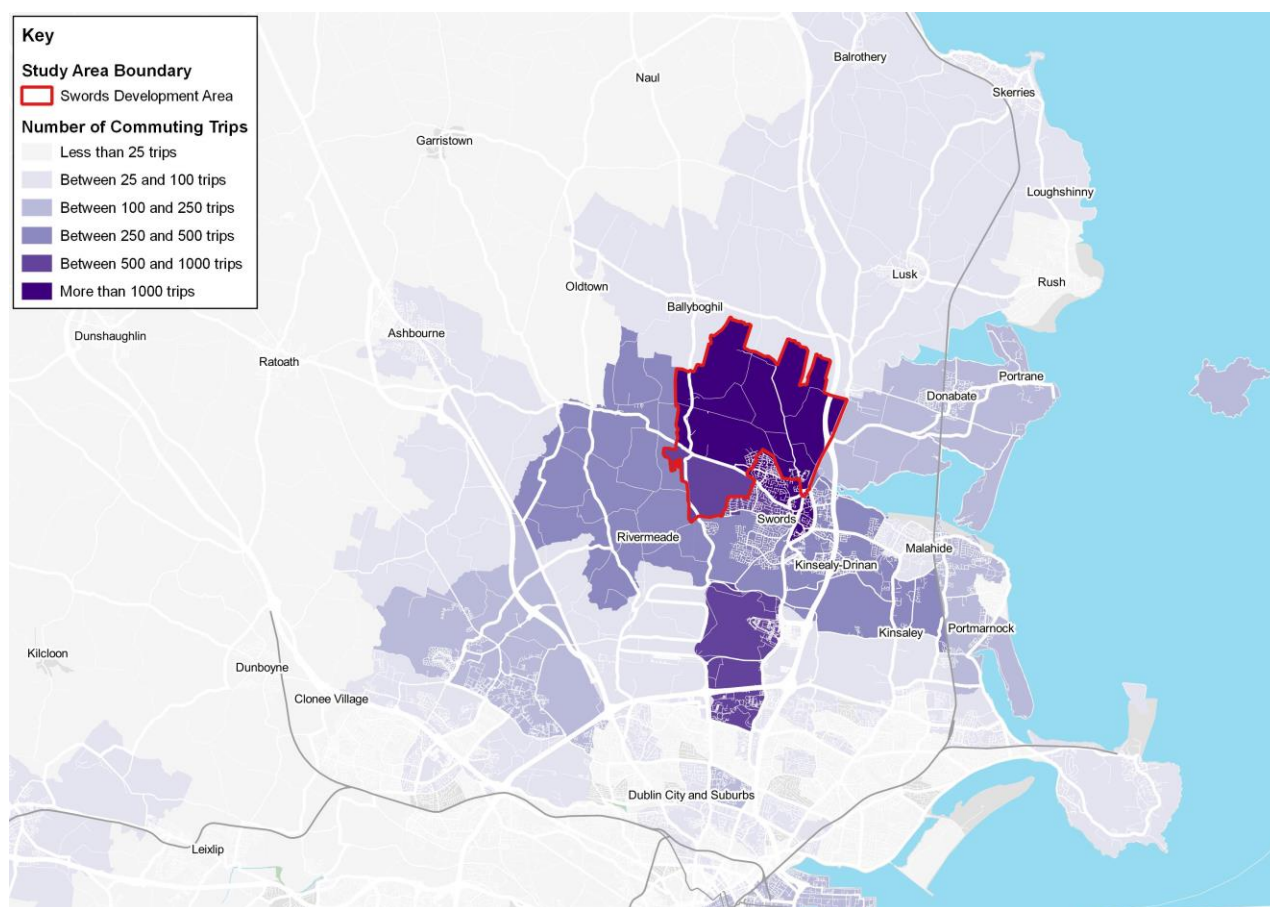 Key
Study Area Boundary
Swords Development Area
Number of Commuting Trips
Less than 25 trips
Between 25 and 100 trips
Between 100 and 250 trips
Between 250 and 500 trips
Between 500 and 1000 trips
More than 1000 trips
Balrothery
Naul
Skerries
Garristown
Loughshinny
Lusk
Rush
Oldtown
Ballyboghil
Ashbourne
Dunshaughlin
Ratoath
Portrane
Donabate
Swords
Rivermeade
Malahide
Kinsealy-Drinan
Kinsaley
Portmarnock
Kilcloon
Dunboyne
Clonee Village
Dublin City and Suburbs
Leixlip